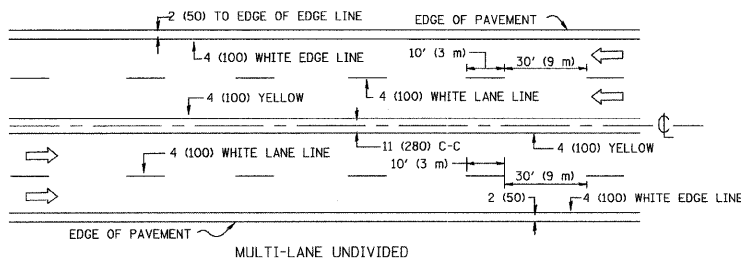 2 (50) TO EDGE OF EDGE LINE
EDGE OF PAVEMENT
4 (100) WHITE EDGE LINE
10' (3 m)
30' (9 m)
4 (100) YELLOW
4 (100) WHITE LANE LINE
℄
4 (100) WHITE LANE LINE
11 (280) C-C
4 (100) YELLOW
10' (3 m)
30' (9 m)
2 (50)
4 (100) WHITE EDGE LINE
EDGE OF PAVEMENT
MULTI-LANE UNDIVIDED